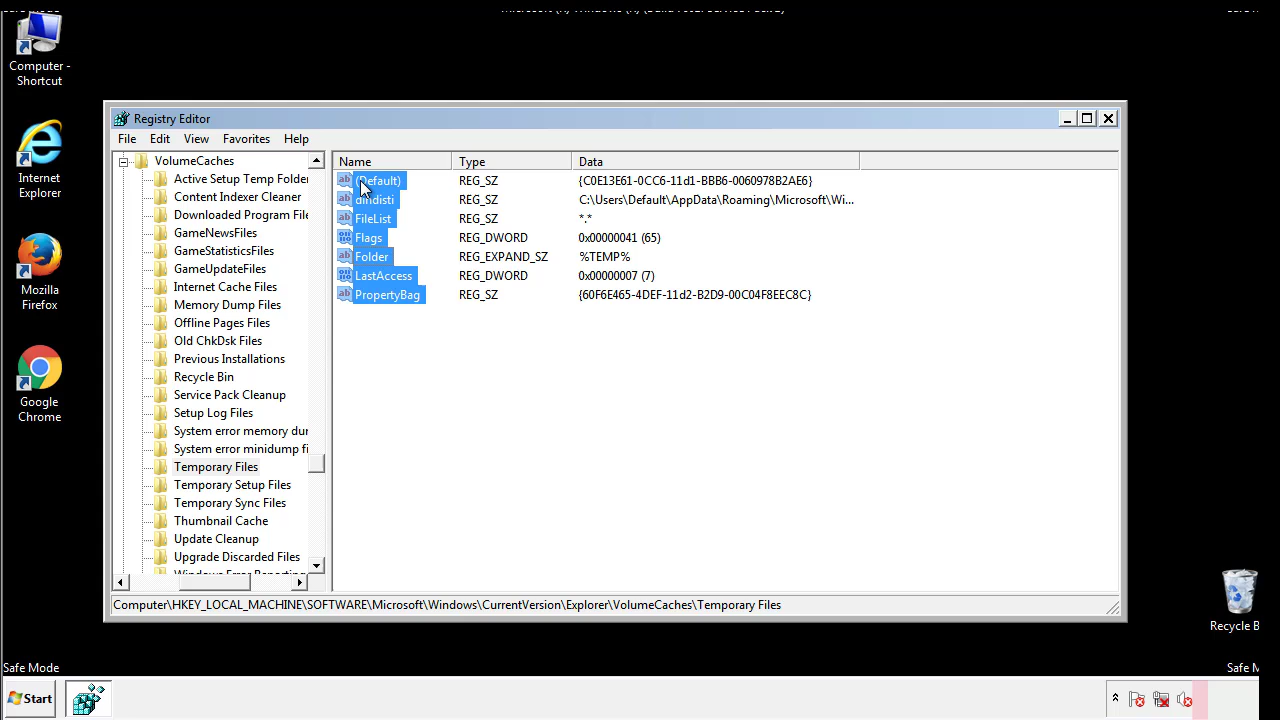 Computer -
Shortcut
Internet
Explorer
Mozilla
Firefox
Google
Chrome
Registry Editor
File Edit View Favorites Help
VolumeCaches
Active Setup Temp Folder
Content Indexer Cleaner
Downloaded Program File
GameNewsFiles
GameStatisticsFiles
GameUpdateFiles
Internet Cache Files
Memory Dump Files
Offline Pages Files
Old ChkDsk Files
Previous Installations
Recycle Bin
Service Pack Cleanup
Setup Log Files
System error memory dur
System error minidump fi
Temporary Files
Temporary Setup Files
Temporary Sync Files
Thumbnail Cache
Update Cleanup
Upgrade Discarded Files
Windows Error Reporting
Name Type Data
(Default) REG_SZ {C0E13E61-0CC6-11d1-BBB6-0060978B2AE6}
REG_SZ C:\Users\Default\AppData\Roaming\Microsoft\Wi...
FileList REG_SZ *.*
Flags REG_DWORD 0x00000041 (65)
Folder REG_EXPAND_SZ %TEMP%
LastAccess REG_DWORD 0x00000007 (7)
PropertyBag REG_SZ {60F6E465-4DEF-11d2-B2D9-00C04F8EEC8C}
Computer\HKEY_LOCAL_MACHINE\SOFTWARE\Microsoft\Windows\CurrentVersion\Explorer\VolumeCaches\Temporary Files
Recycle B
Safe Mode Safe M
Start